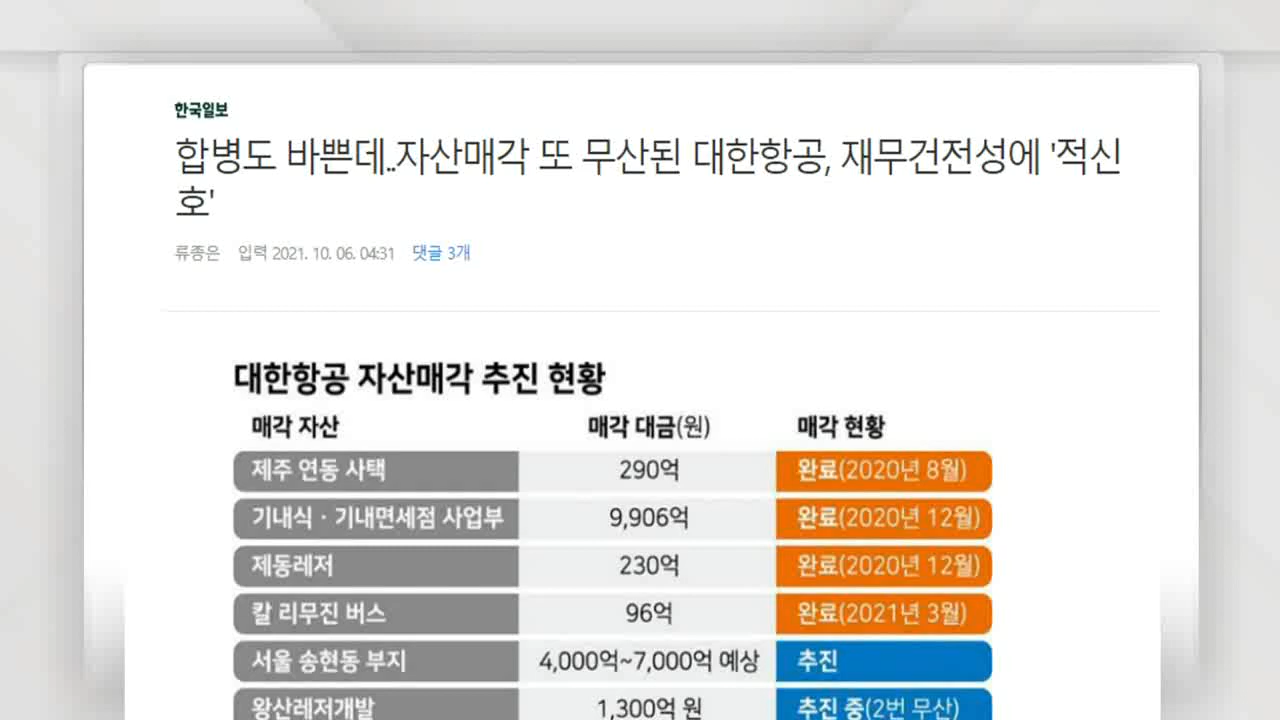 한국일보
합병도 바쁜데..자산매각 또 무산된 대한항공, 재무건전성에 '적신
호'
류종은 입력 2021. 10. 06. 04:31 댓글 3개
대한항공 자산매각 추진 현황
매각 자산 매각 대금(원) 매각 현황
제주 연동 사택 290억 완료(2020년 8월)
기내식 · 기내면세점 사업부 9,906억 완료(2020년 12월)
제동레저 230억 완료(2020년 12월)
칼 리무진 버스 96억 완료(2021년 3월)
서울 송현동 부지 4,000억~7,000억 예상 추진
왕산레저개발 1,300억 원 추진 중(2번 무산)